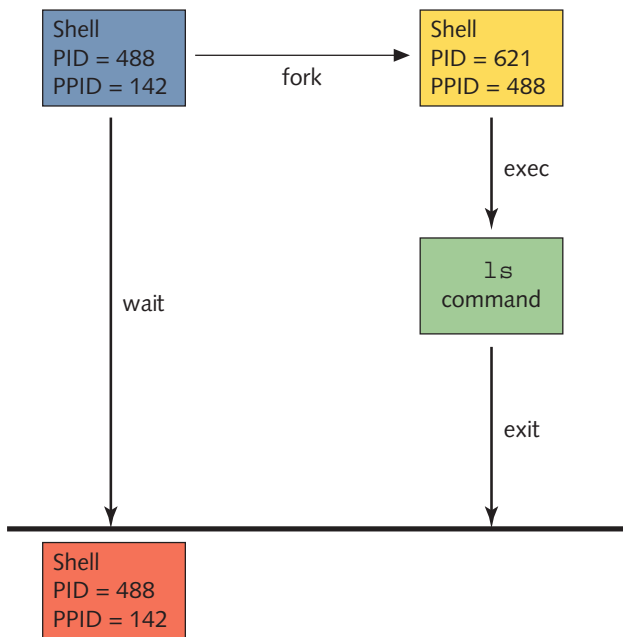 Shell
PID = 488
PPID = 142
fork
Shell
PID = 621
PPID = 488
exec
ls
command
wait
exit
Shell
PID = 488
PPID = 142